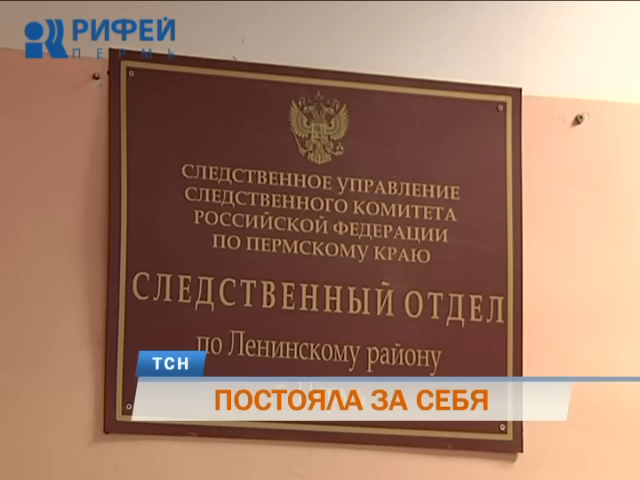 РИФЕЙ
ПЕРМЬ
СЛЕДСТВЕННОЕ УПРАВЛЕНИЕ
СЛЕДСТВЕННОГО КОМИТЕТА
РОССИЙСКОЙ ФЕДЕРАЦИИ
ПО ПЕРМСКОМУ КРАЮ
СЛЕДСТВЕННЫЙ ОТДЕЛ
по Ленинскому району
ТСН
ПОСТОЯЛА ЗА СЕБЯ